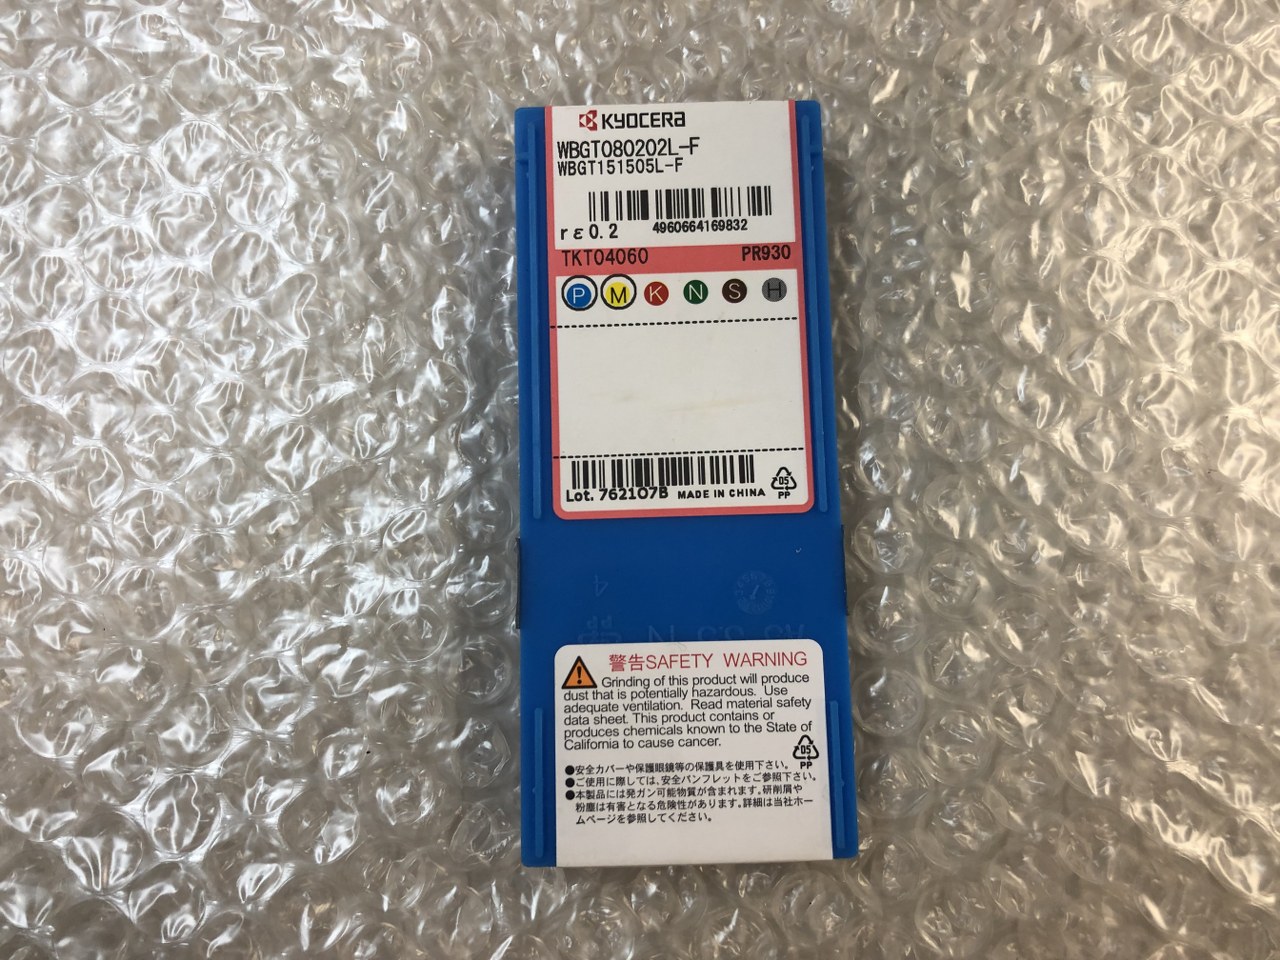 KYOCERA
WBGT080202L-F
WBGT151505L-F
rε0.2 4960664169832
TKT04060 PR930
P M K N S H
Lot. 762107B MADE IN CHINA
05
PP
4
警告SAFETY WARNING
Grinding of this product will produce
dust that is potentially hazardous. Use
adequate ventilation. Read material safety
data sheet. This product contains or
produces chemicals known to the State of
California to cause cancer.
05
PP
●安全カバーや保護眼鏡等の保護具を使用下さい。
●ご使用に際しては、安全パンフレットをご参照下さい。
●本製品には発ガン可能物質が含まれます。研削屑や
粉塵は有害となる危険性があります。詳細は当社ホー
ムページを参照してください。